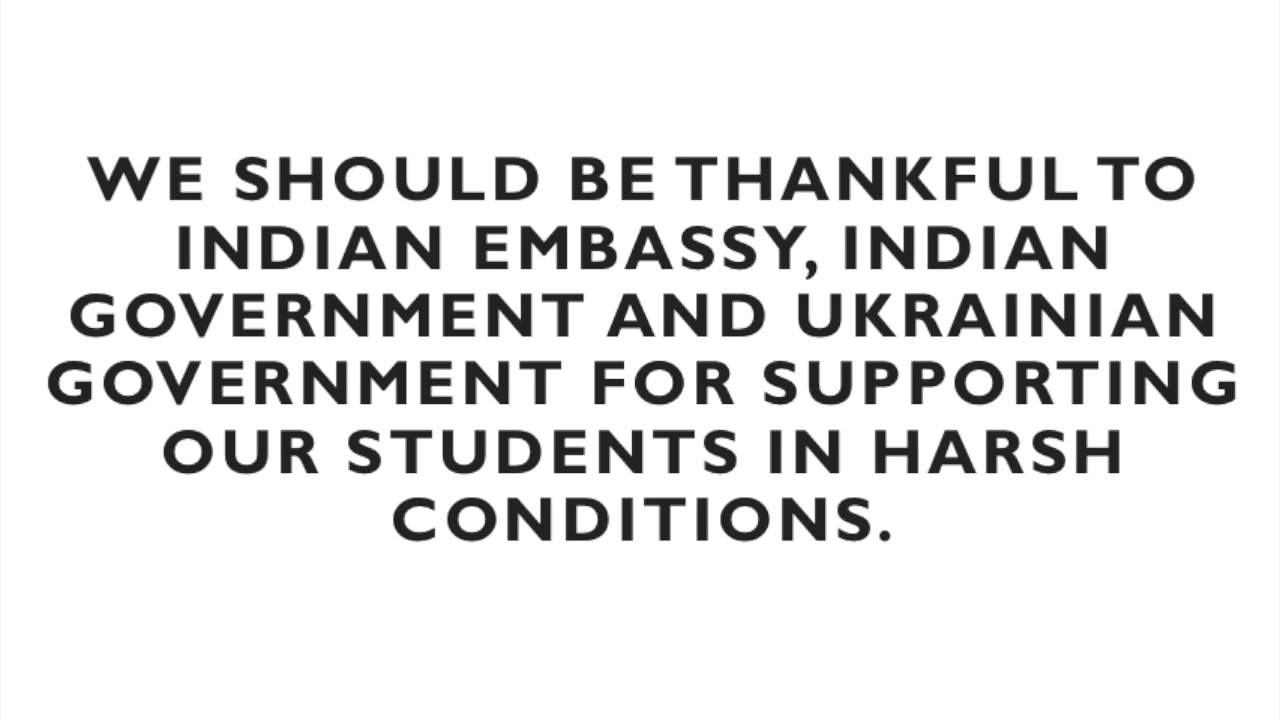 WE SHOULD BE THANKFUL TO
INDIAN EMBASSY, INDIAN
GOVERNMENT AND UKRAINIAN
GOVERNMENT FOR SUPPORTING
OUR STUDENTS IN HARSH
CONDITIONS.